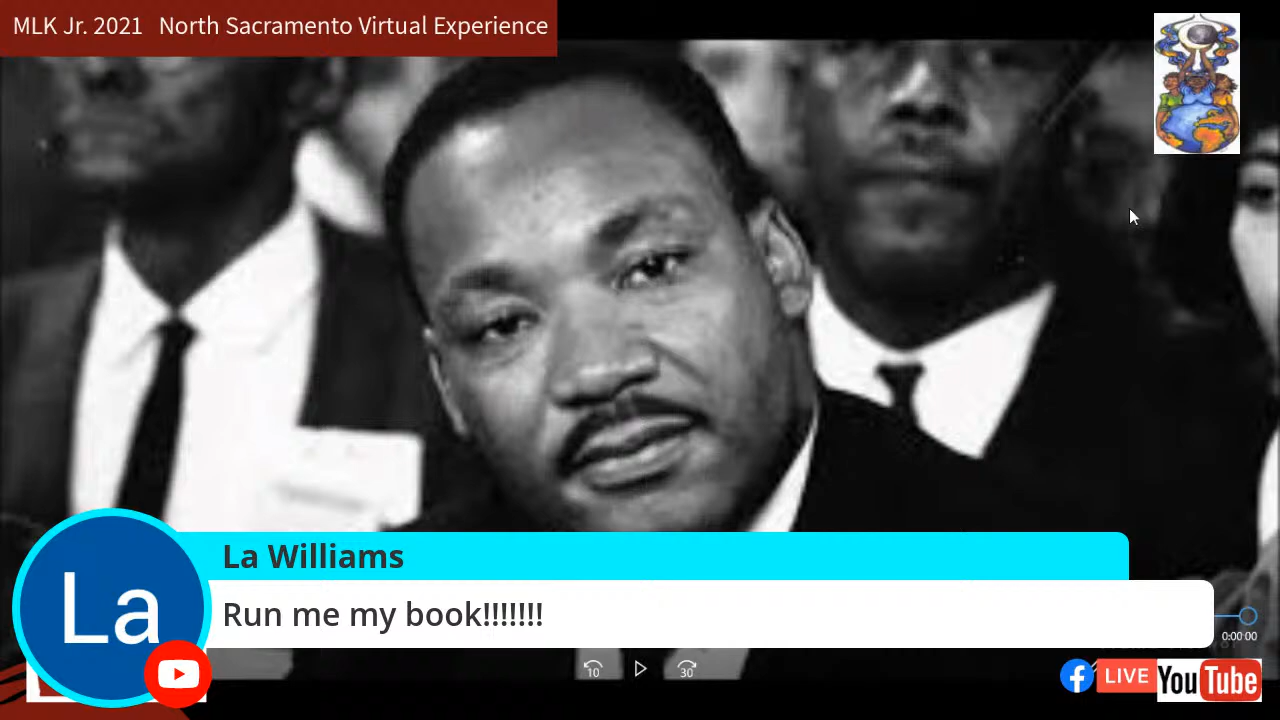 MLK Jr. 2021   North Sacramento Virtual Experience
La Williams
La
Run me my book!!!!!!!
0:00:00
10
30
LIVE
YouTube